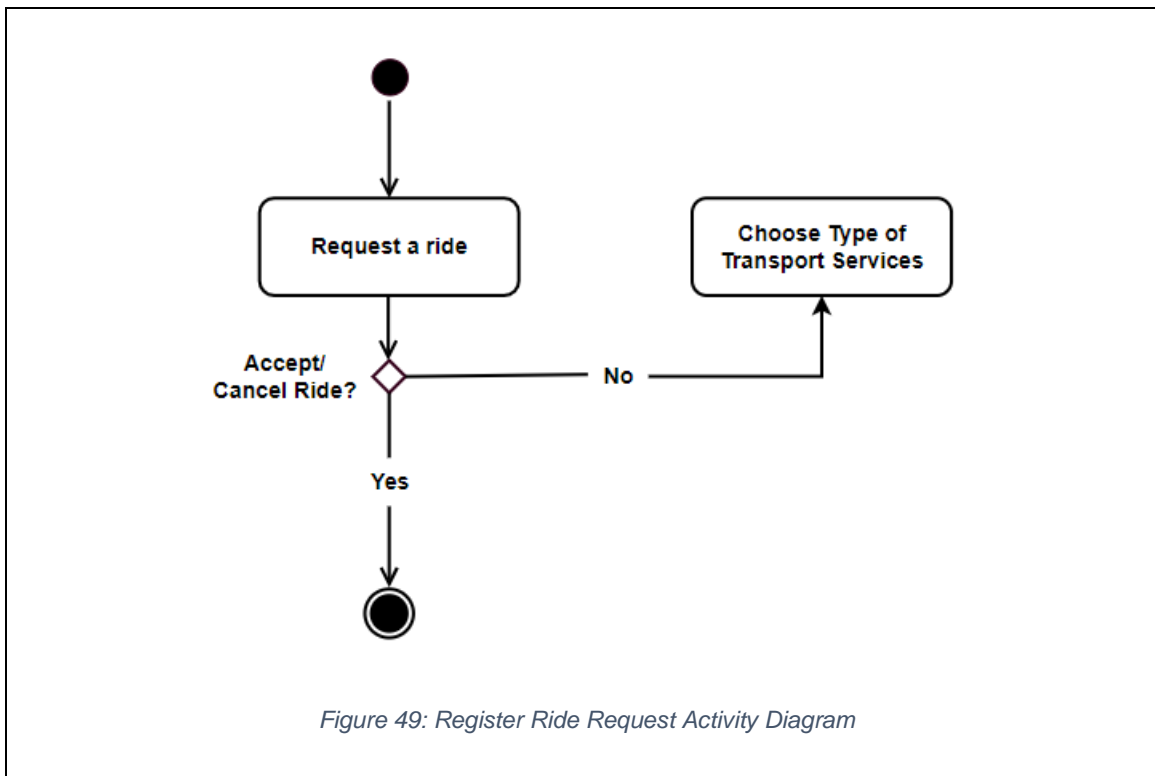 Request a ride
Choose Type of
Transport Services
Accept/
Cancel Ride?
No
Yes
Figure 49: Register Ride Request Activity Diagram